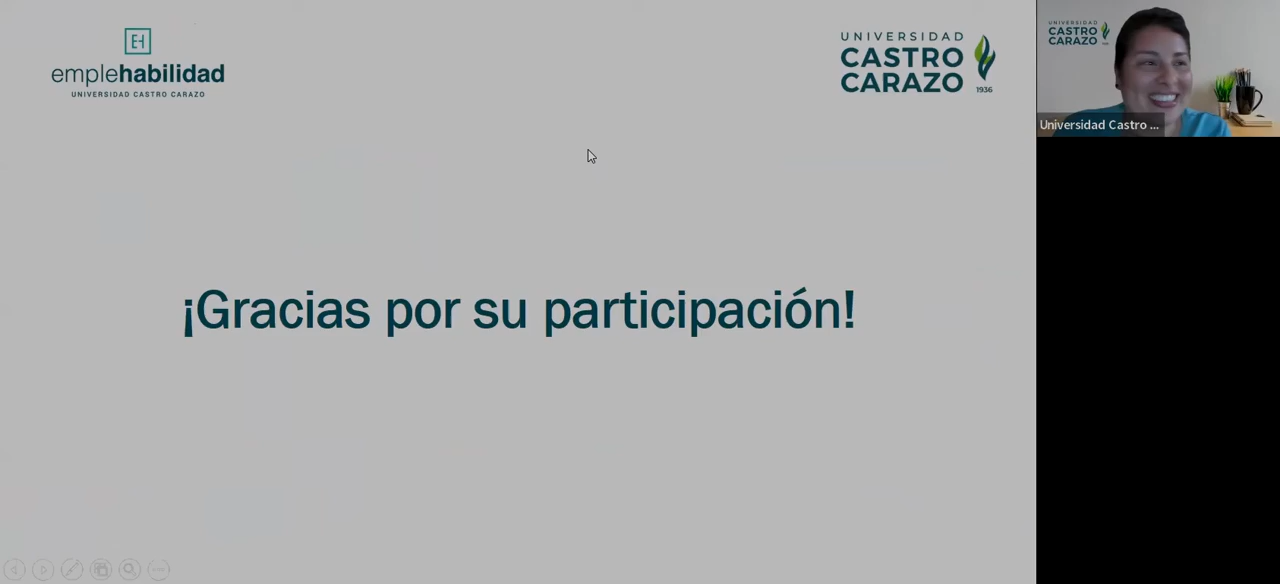 EH
emplehabilidad
UNIVERSIDAD CASTRO CARAZO
UNIVERSIDAD
CASTRO
CARAZO
1936
¡Gracias por su participación!
UNIVERSIDAD
CASTRO
CARAZO
Universidad Castro ...